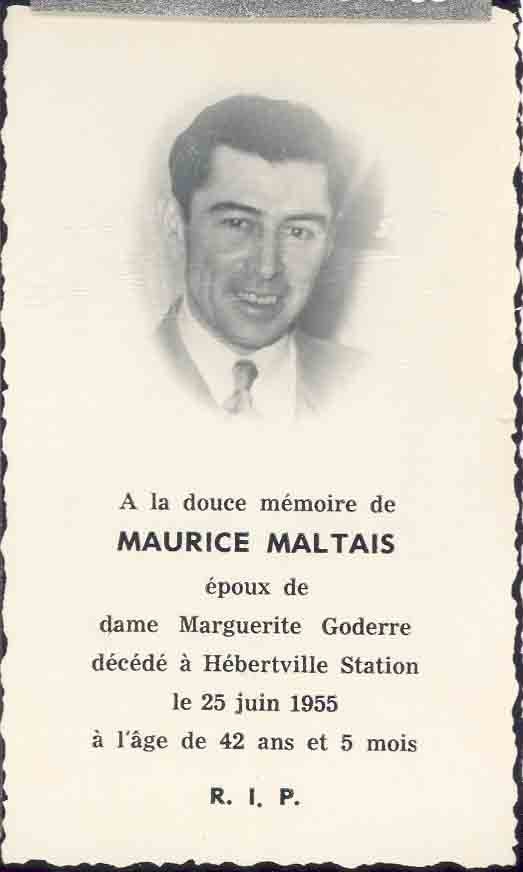 A la douce mémoire de
MAURICE MALTAIS
époux de
dame Marguerite Goderre
décédé à Hébertville Station
le 25 juin 1955
à l'âge de 42 ans et 5 mois
R. I. P.